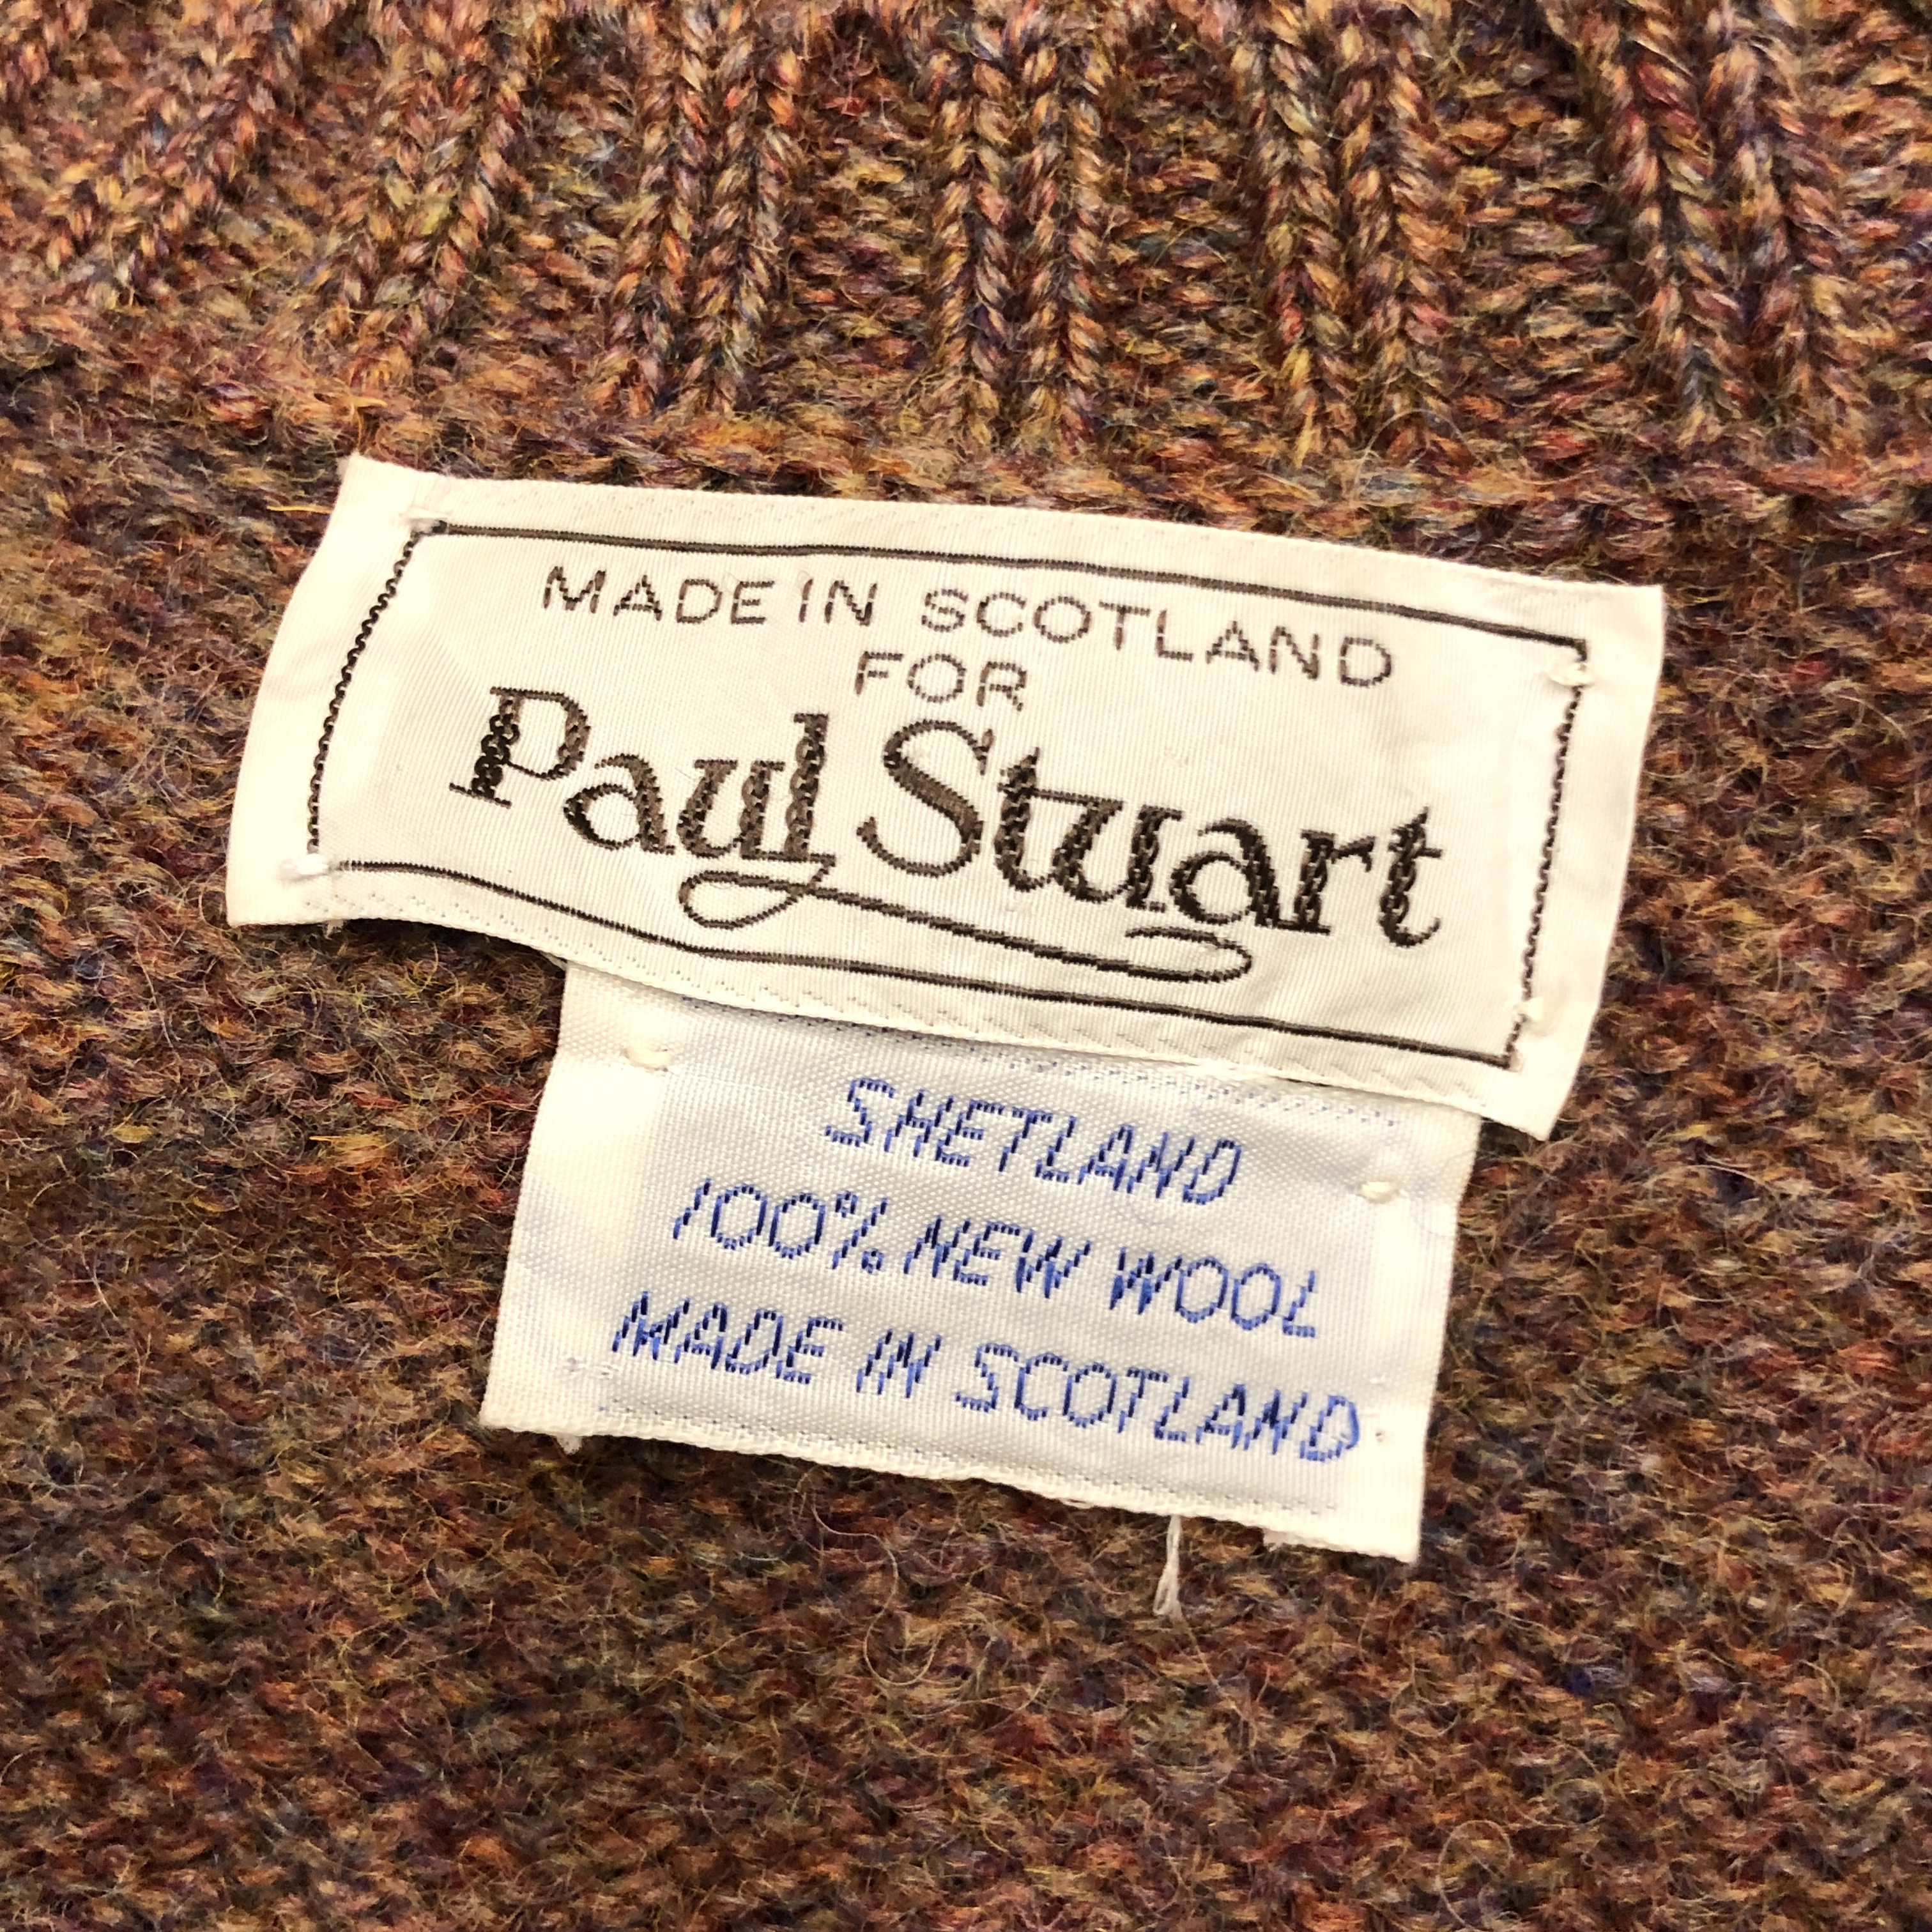 MADE IN SCOTLAND
FOR
Paul Stuart
SHETLAND
100% NEW WOOL
MADE IN SCOTLAND